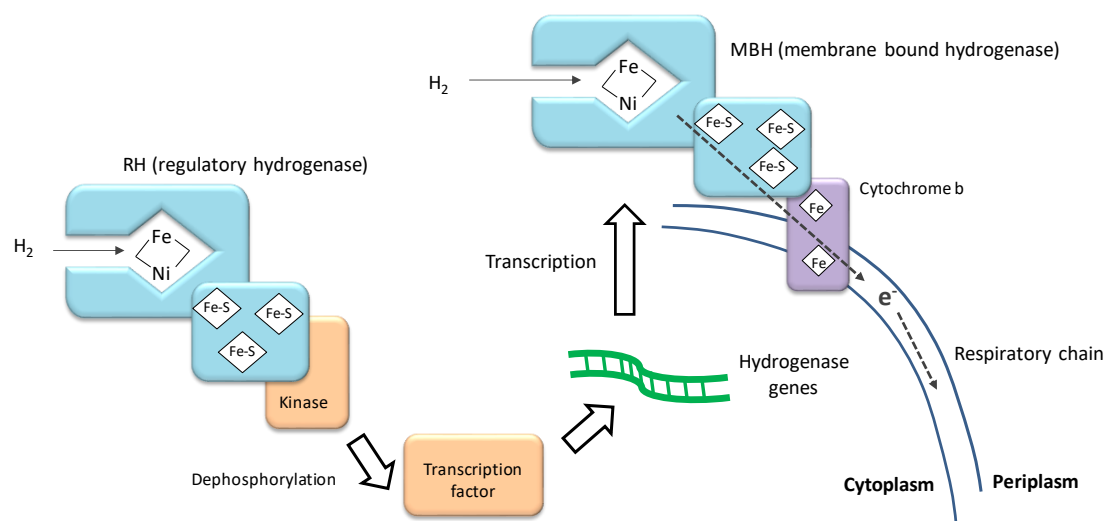 MBH (membrane bound hydrogenase)
H2
Fe
Ni
Fe-S
Fe-S
Fe-S
Cytochrome b
Fe
Fe
e-
Respiratory chain
Cytoplasm
Periplasm
RH (regulatory hydrogenase)
H2
Fe
Ni
Fe-S
Fe-S
Fe-S
Kinase
Dephosphorylation
Transcription
factor
Transcription
Hydrogenase
genes